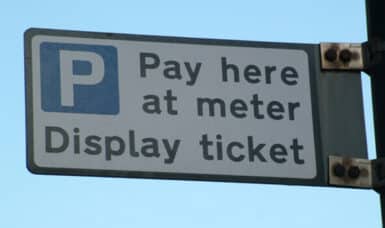 P Pay here
at meter
Display ticket